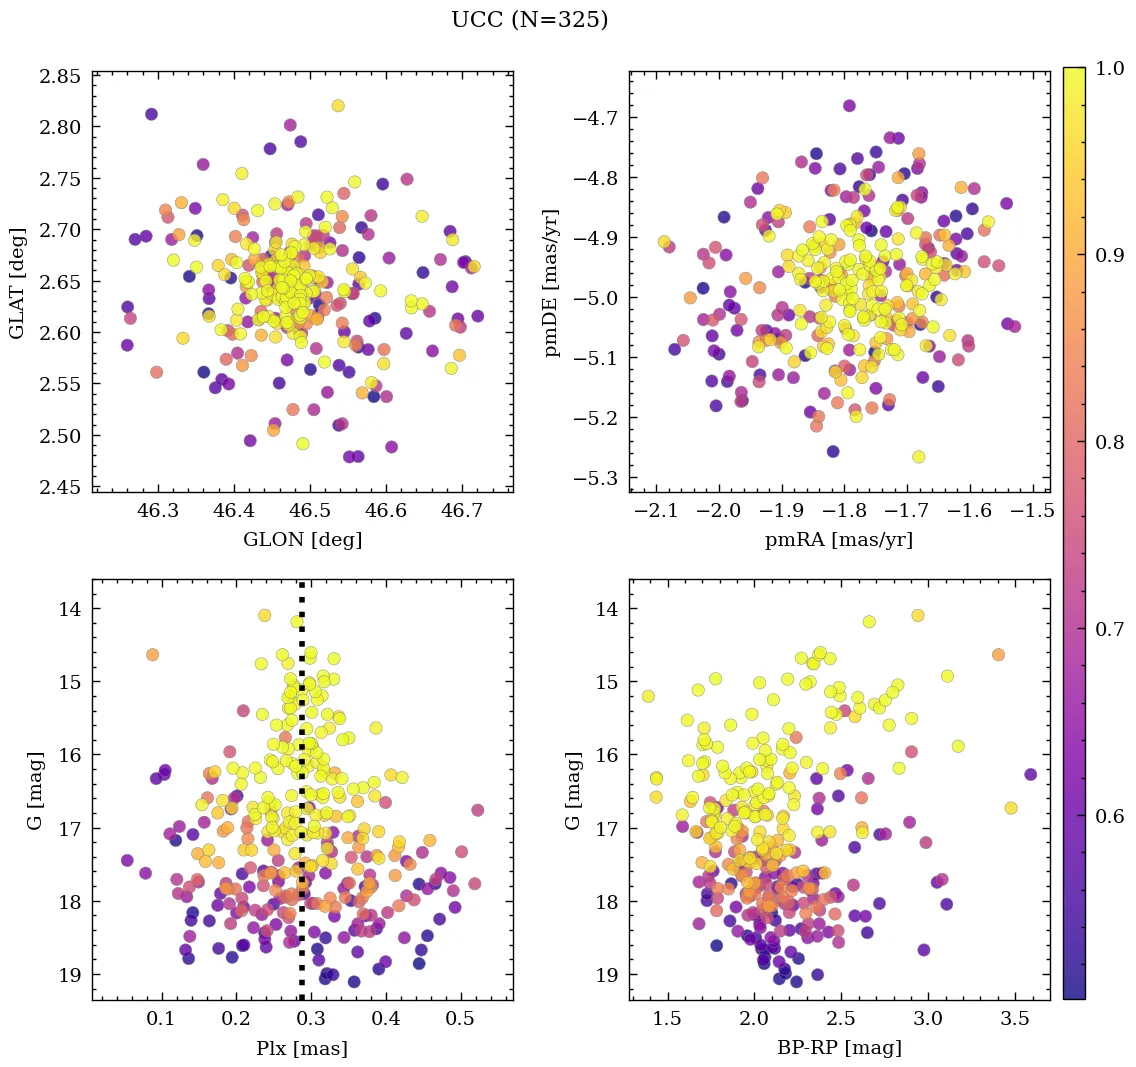 UCC (N=325)
2.85
2.80
2.75
2.70
2.65
2.60
2.55
2.50
2.45
GLAT [deg]
46.3 46.4 46.5 46.6 46.7
GLON [deg]
−4.7
−4.8
−4.9
−5.0
−5.1
−5.2
−5.3
pmDE [mas/yr]
−2.1 −2.0 −1.9 −1.8 −1.7 −1.6 −1.5
pmRA [mas/yr]
1.0
0.9
0.8
0.7
0.6
14
15
16
17
18
19
G [mag]
0.1 0.2 0.3 0.4 0.5
Plx [mas]
14
15
16
17
18
19
G [mag]
1.5 2.0 2.5 3.0 3.5
BP-RP [mag]